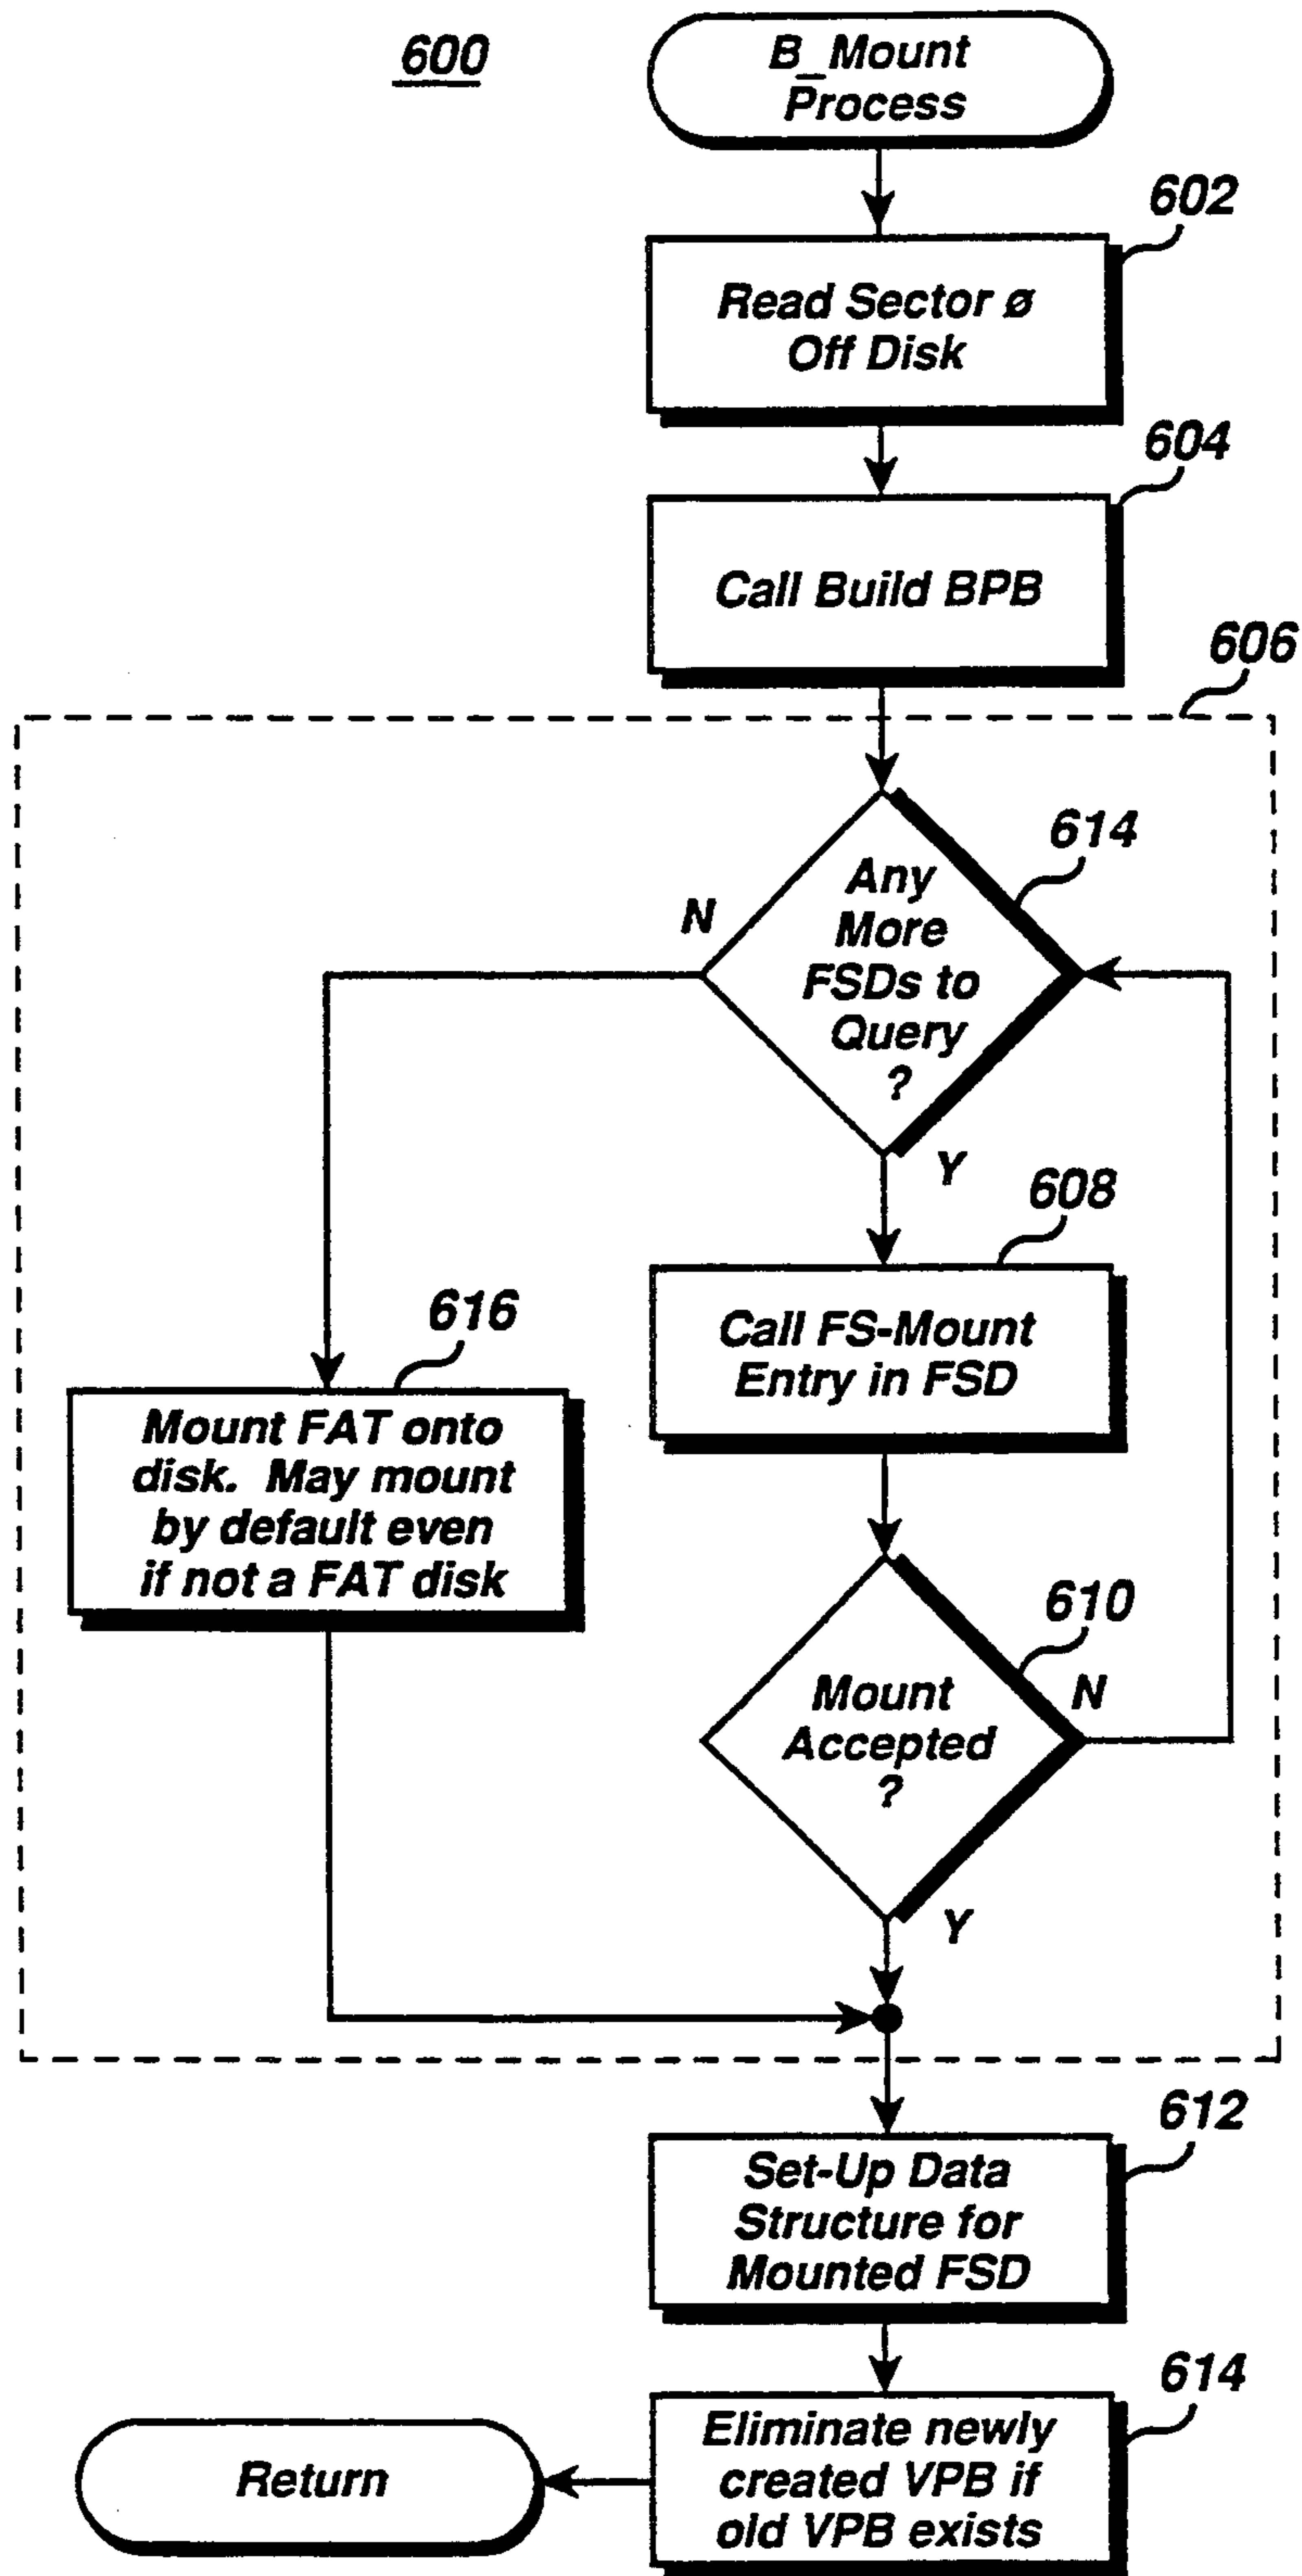 600
B_Mount
Process
602
Read Sector ø
Off Disk
604
Call Build BPB
606
614
Any
More
FSDs to
Query
?
N
Y
608
Call FS-Mount
Entry in FSD
616
Mount FAT onto
disk. May mount
by default even
if not a FAT disk
610
Mount
Accepted
?
N
Y
612
Set-Up Data
Structure for
Mounted FSD
614
Eliminate newly
created VPB if
old VPB exists
Return